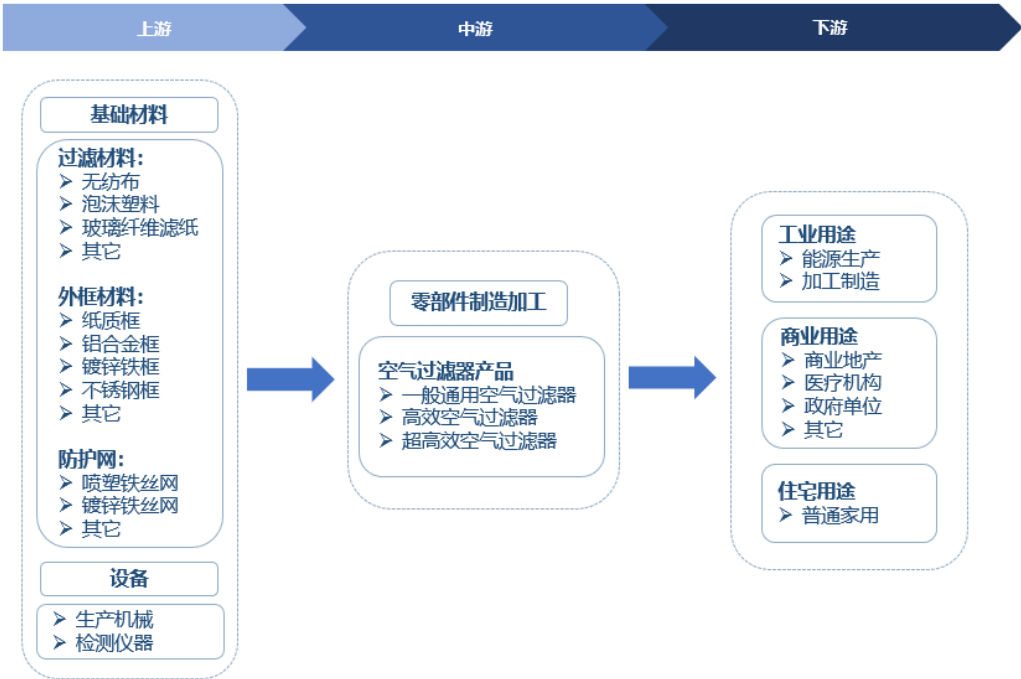 上游
中游
下游
基础材料
过滤材料：
➢ 无纺布
➢ 泡沫塑料
➢ 玻璃纤维滤纸
➢ 其它
外框材料：
➢ 纸质框
➢ 铝合金框
➢ 镀锌铁框
➢ 不锈钢框
➢ 其它
防护网：
➢ 喷塑铁丝网
➢ 镀锌铁丝网
➢ 其它
设备
➢ 生产机械
➢ 检测仪器
零部件制造加工
空气过滤器产品
➢ 一般通用空气过滤器
➢ 高效空气过滤器
➢ 超高效空气过滤器
工业用途
➢ 能源生产
➢ 加工制造
商业用途
➢ 商业地产
➢ 医疗机构
➢ 政府单位
➢ 其它
住宅用途
➢ 普通家用